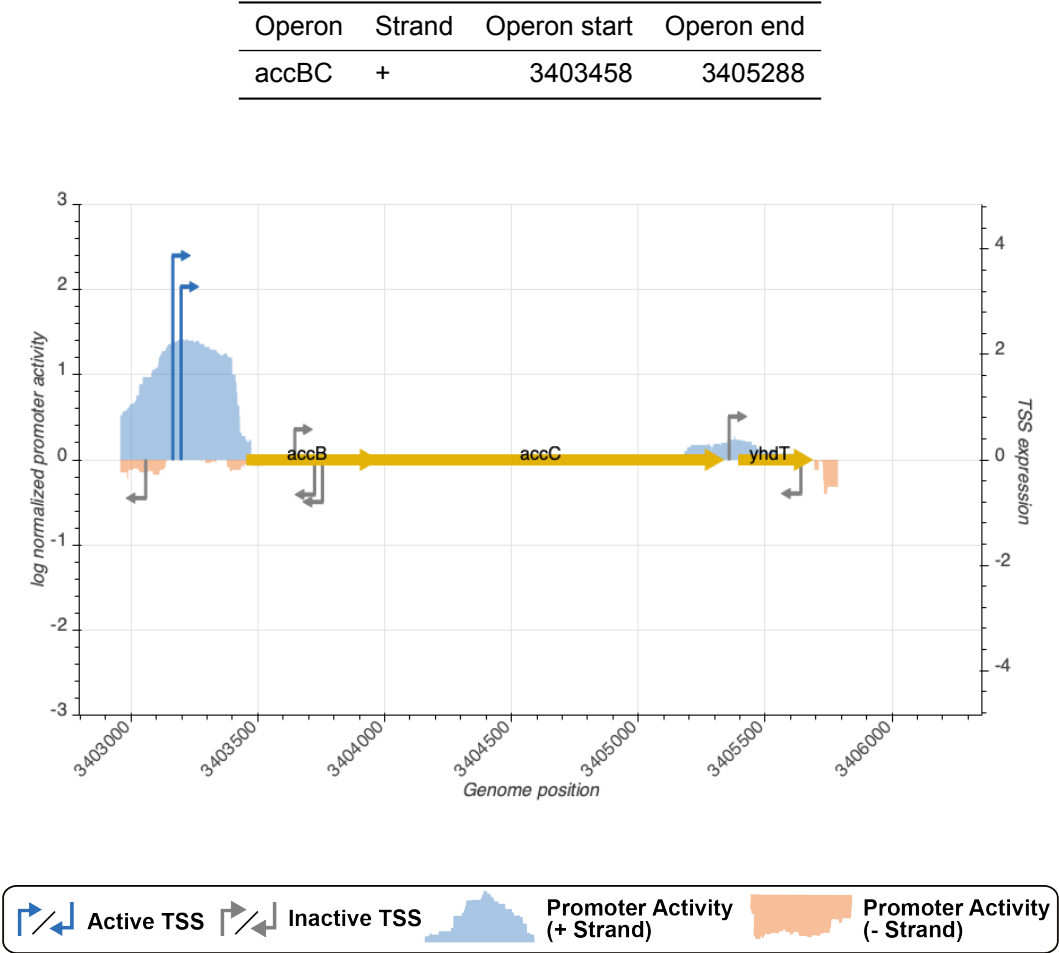 Operon Strand Operon start Operon end
accBC + 3403458 3405288
3
2
1
0
-1
-2
-3
log normalized promoter activity
4
2
0
-2
-4
TSS expression
accB accC yhdT
3403000 3403500 3404000 3404500 3405000 3405500 3406000
Genome position
Active TSS Inactive TSS Promoter Activity (+ Strand) Promoter Activity (- Strand)